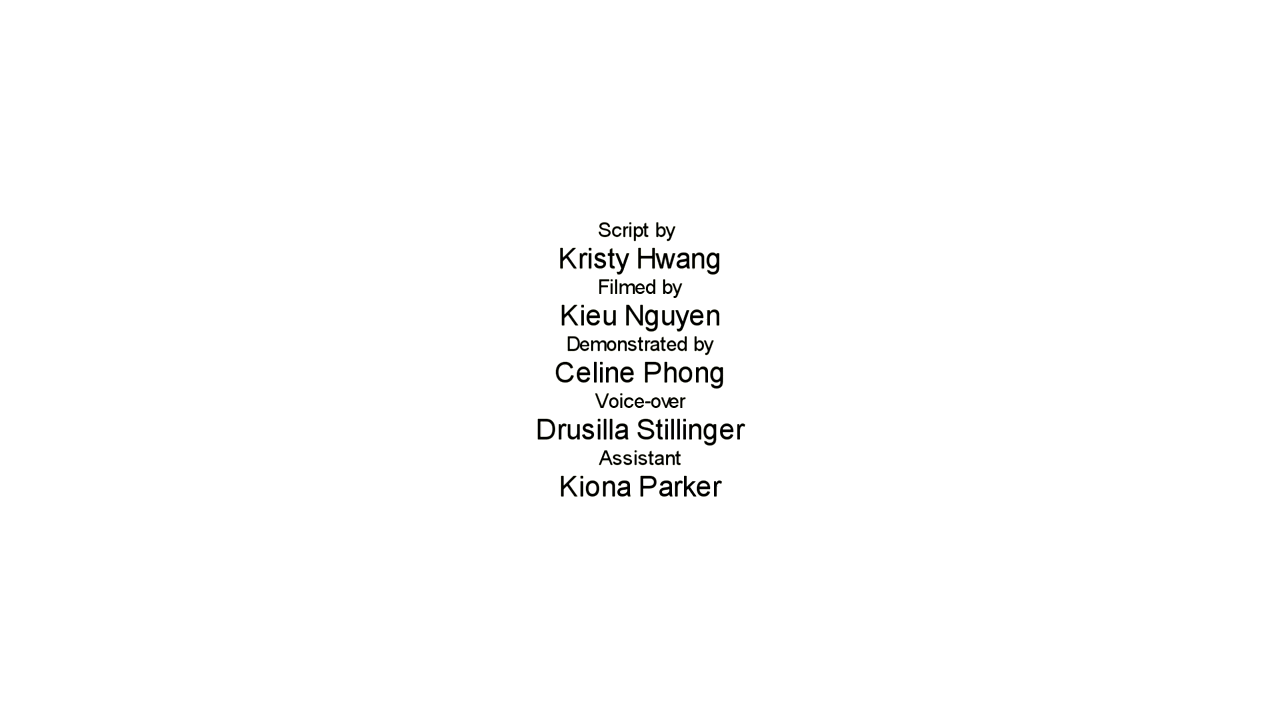 Script by
Kristy Hwang
Filmed by
Kieu Nguyen
Demonstrated by
Celine Phong
Voice-over
Drusilla Stillinger
Assistant
Kiona Parker